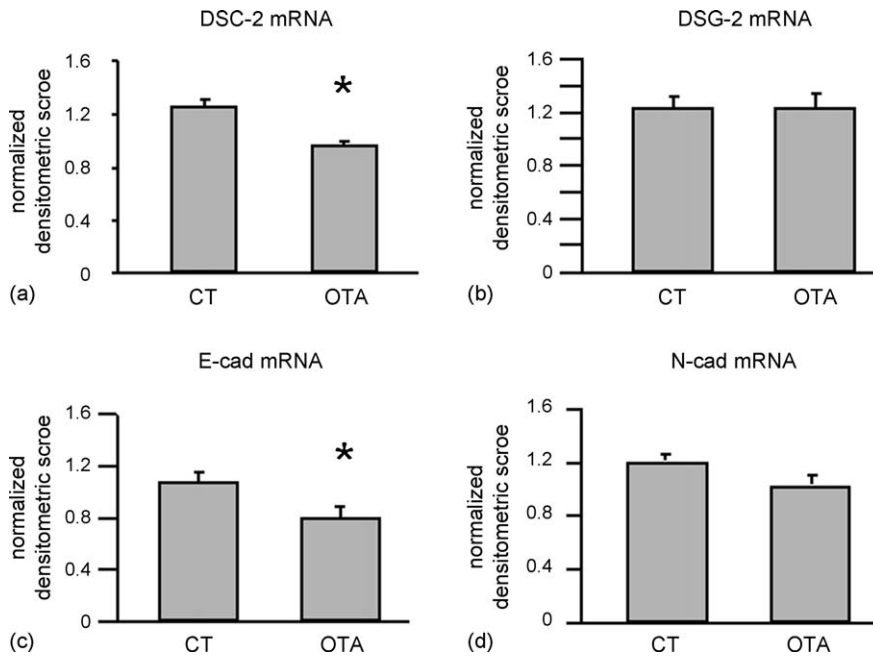 DSC-2 mRNA
normalized
densitometric scroe
1.6
1.2
0.8
0.4
0
*
(a)
CT
OTA
DSG-2 mRNA
normalized
densitometric scroe
1.6
1.2
0.8
0.4
0
(b)
CT
OTA
E-cad mRNA
normalized
densitometric scroe
1.6
1.2
0.8
0.4
0
*
(c)
CT
OTA
N-cad mRNA
normalized
densitometric scroe
1.6
1.2
0.8
0.4
0
(d)
CT
OTA